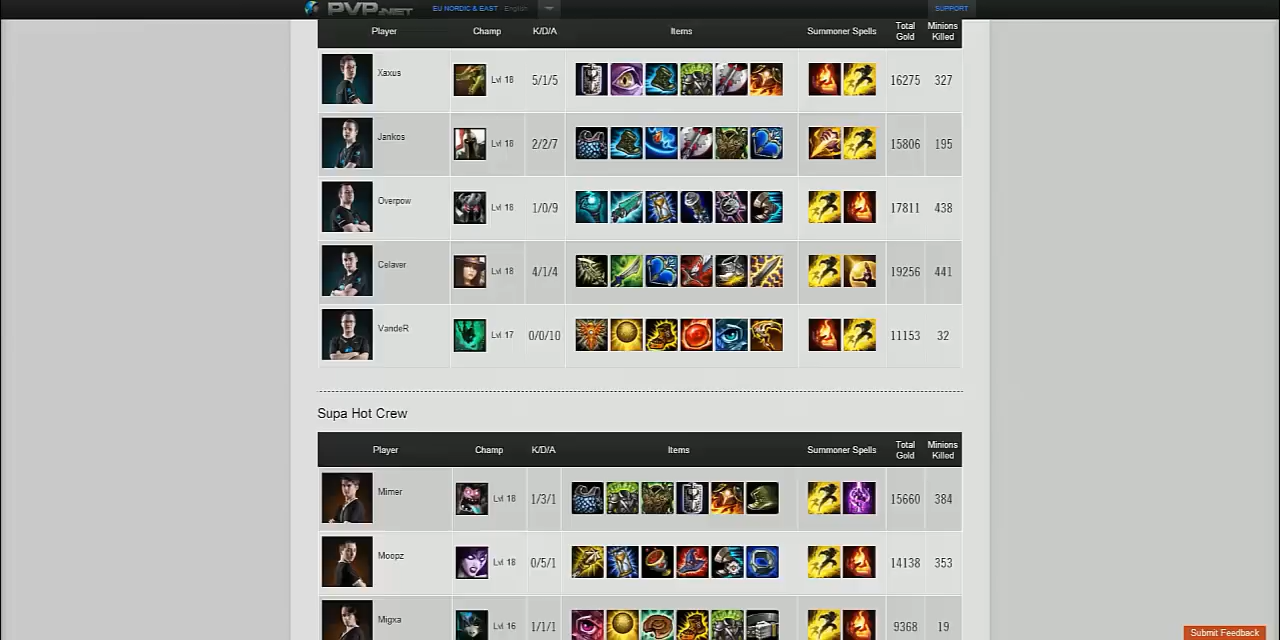 PVP.NET EU NORDIC & EAST English SUPPORT
Player Champ K/D/A Items Summoner Spells Total Gold Minions Killed
Xaxus Lvl 18 5/1/5 16275 327
Jankos Lvl 18 2/2/7 15806 195
Overpow Lvl 18 1/0/9 17811 438
Celaver Lvl 18 4/1/4 19256 441
VandeR Lvl 17 0/0/10 11153 32
Supa Hot Crew
Player Champ K/D/A Items Summoner Spells Total Gold Minions Killed
Mimer Lvl 18 1/3/1 15660 384
Moopz Lvl 18 0/5/1 14138 353
Migxa Lvl 16 1/1/1 9368 19
Submit Feedback